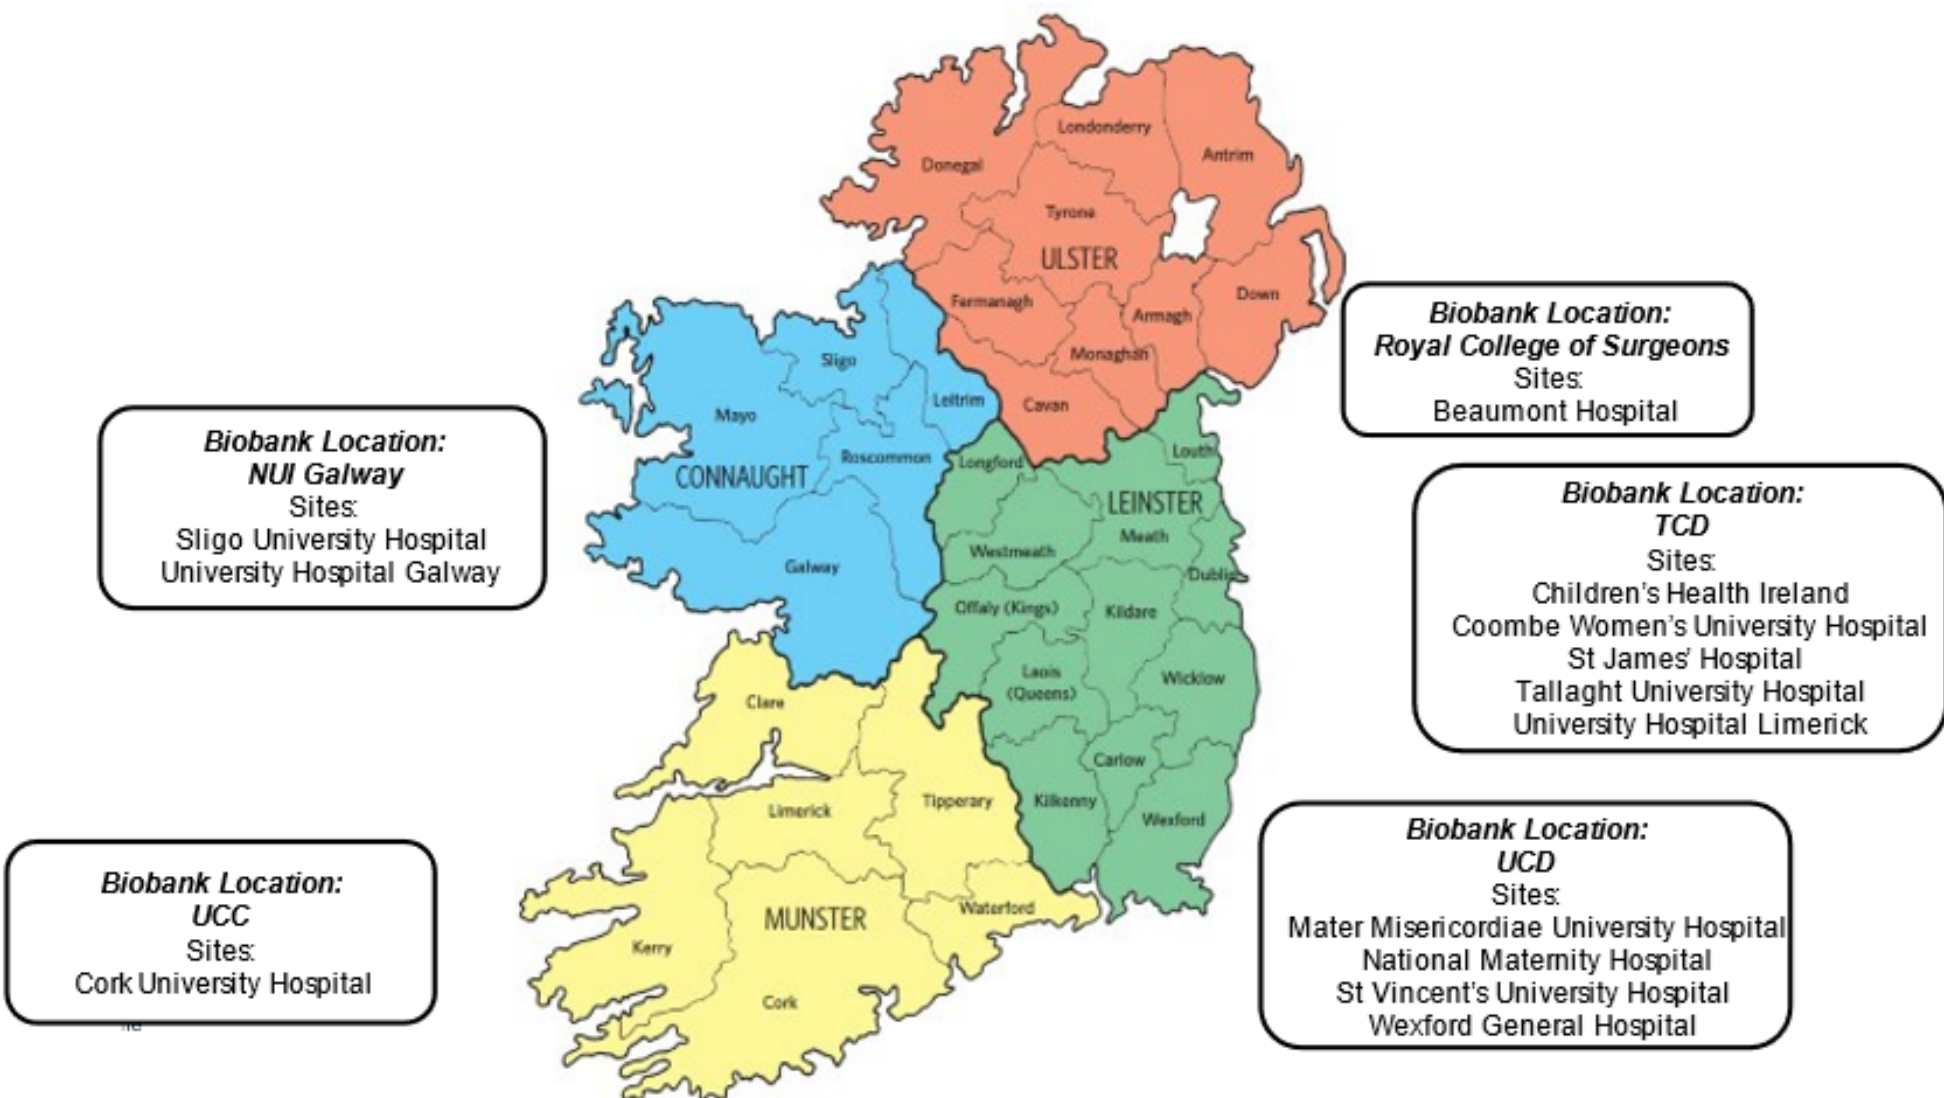 Londonderry
Antrim
Donegal
Tyrone
ULSTER
Fermanagh
Down
Armagh
Monaghan
Cavan
Sligo
Leitrim
Mayo
Roscommon
CONNAUGHT
Galway
Longford
Louth
LEINSTER
Meath
Westmeath
Dublin
Offaly (Kings)
Kildare
Laois
(Queens)
Wicklow
Carlow
Kilkenny
Wexford
Clare
Limerick
Tipperary
Waterford
MUNSTER
Kerry
Cork
Biobank Location:
Royal College of Surgeons
Sites:
Beaumont Hospital
Biobank Location:
NUI Galway
Sites:
Sligo University Hospital
University Hospital Galway
Biobank Location:
TCD
Sites:
Children's Health Ireland
Coombe Women's University Hospital
St James' Hospital
Tallaght University Hospital
University Hospital Limerick
Biobank Location:
UCC
Sites:
Cork University Hospital
Biobank Location:
UCD
Sites:
Mater Misericordiae University Hospital
National Maternity Hospital
St Vincent's University Hospital
Wexford General Hospital